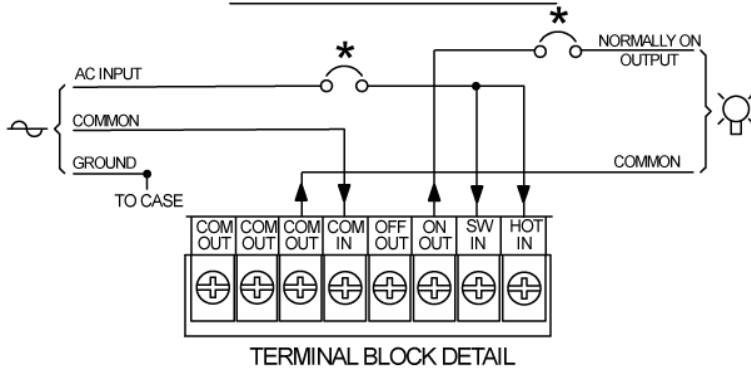 *
NORMALLY ON
OUTPUT
*
AC INPUT
COMMON
GROUND
TO CASE
COMMON
COM OUT
COM OUT
COM OUT
COM IN
OFF OUT
ON OUT
SW IN
HOT IN
TERMINAL BLOCK DETAIL